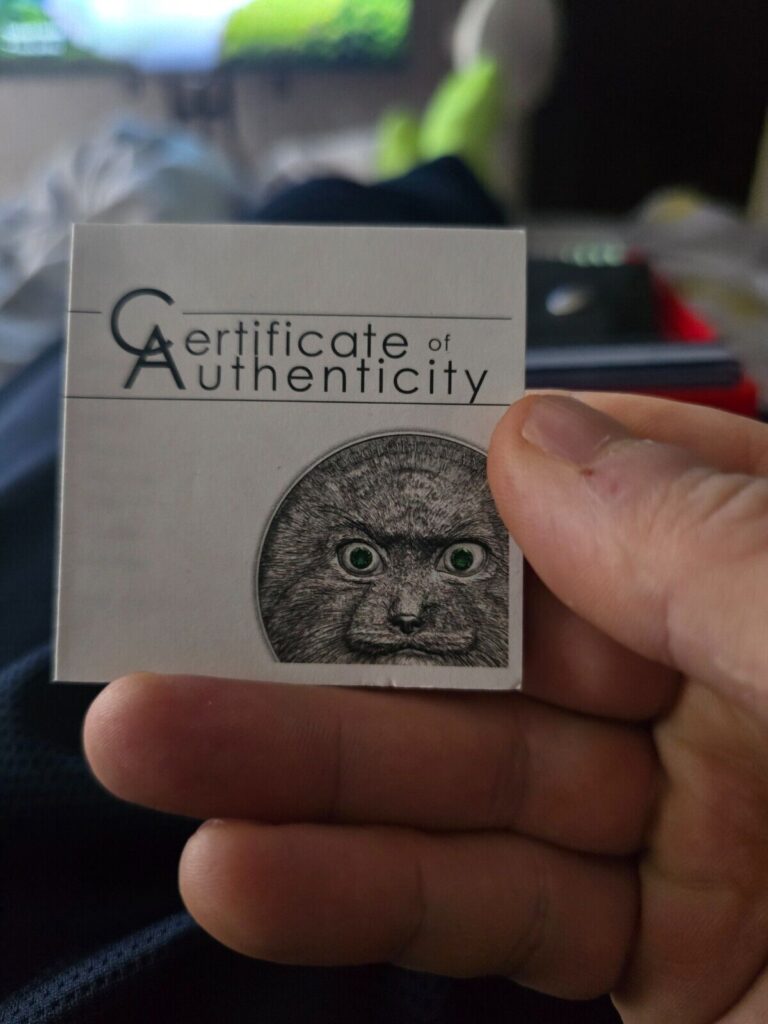 Certificate of
Authenticity